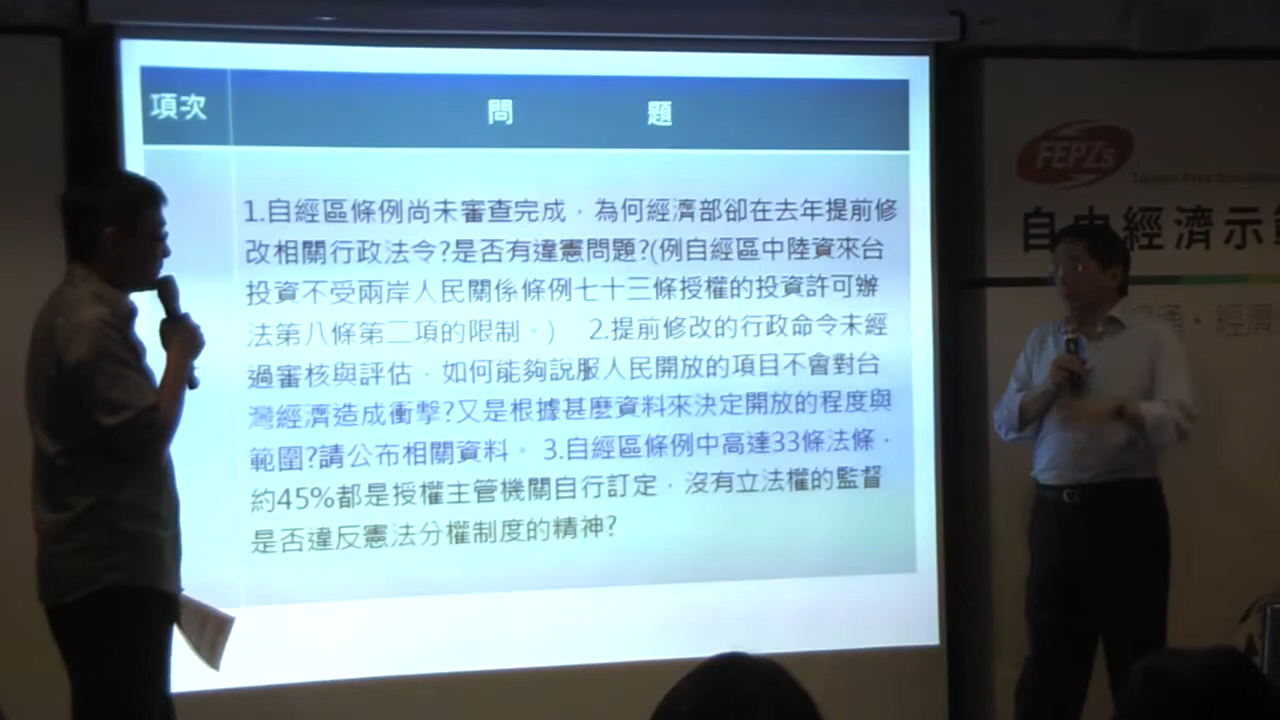 項次
問 題
1.自經區條例尚未審查完成，為何經濟部卻在去年提前修
改相關行政法令?是否有違憲問題?(例自經區中陸資來台
投資不受兩岸人民關係條例七十三條授權的投資許可辦
法第八條第二項的限制。) 2.提前修改的行政命令未經
過審核與評估，如何能夠說服人民開放的項目不會對台
灣經濟造成衝擊?又是根據甚麼資料來決定開放的程度與
範圍?請公布相關資料。 3.自經區條例中高達33條法條，
約45%都是授權主管機關自行訂定，沒有立法權的監督
是否違反憲法分權制度的精神?
FEPZs
Taiwan Free Economic
自由經濟示
通・經濟